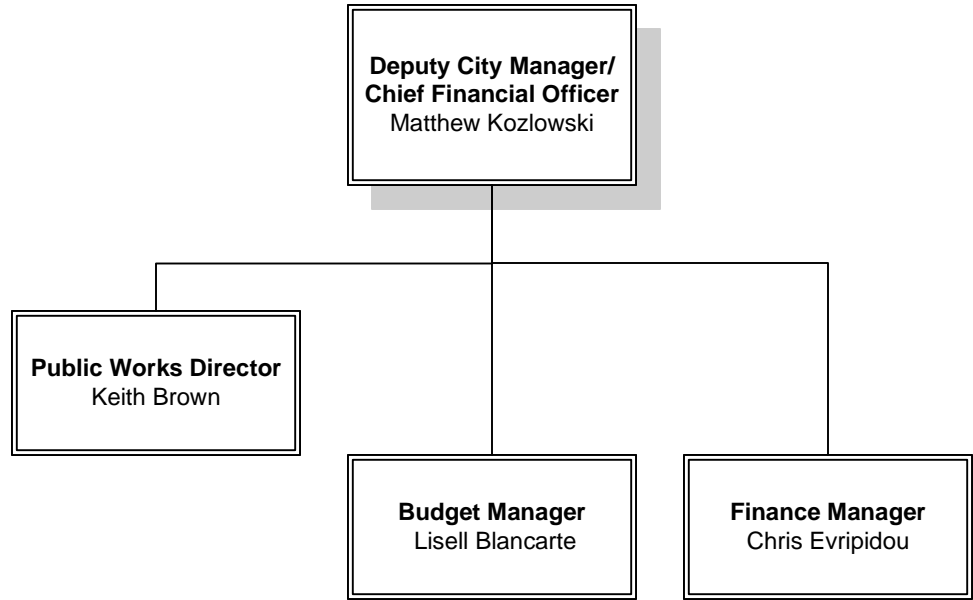 Deputy City Manager/
Chief Financial Officer
Matthew Kozlowski
Public Works Director
Keith Brown
Budget Manager
Lisell Blancarte
Finance Manager
Chris Evripidou